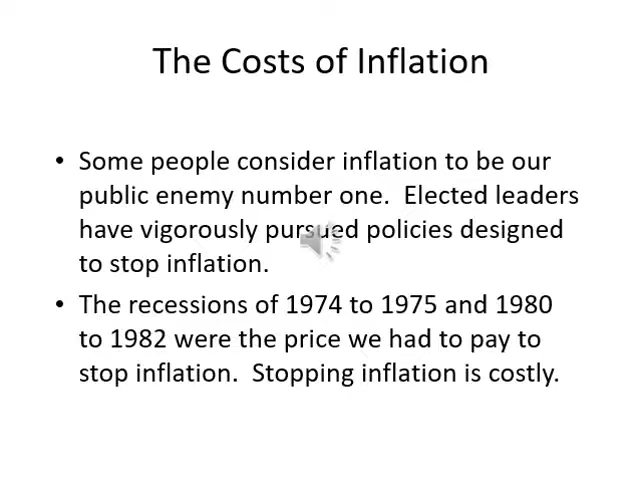 The Costs of Inflation
• Some people consider inflation to be our
public enemy number one.  Elected leaders
have vigorously pursued policies designed
to stop inflation.
• The recessions of 1974 to 1975 and 1980
to 1982 were the price we had to pay to
stop inflation.  Stopping inflation is costly.